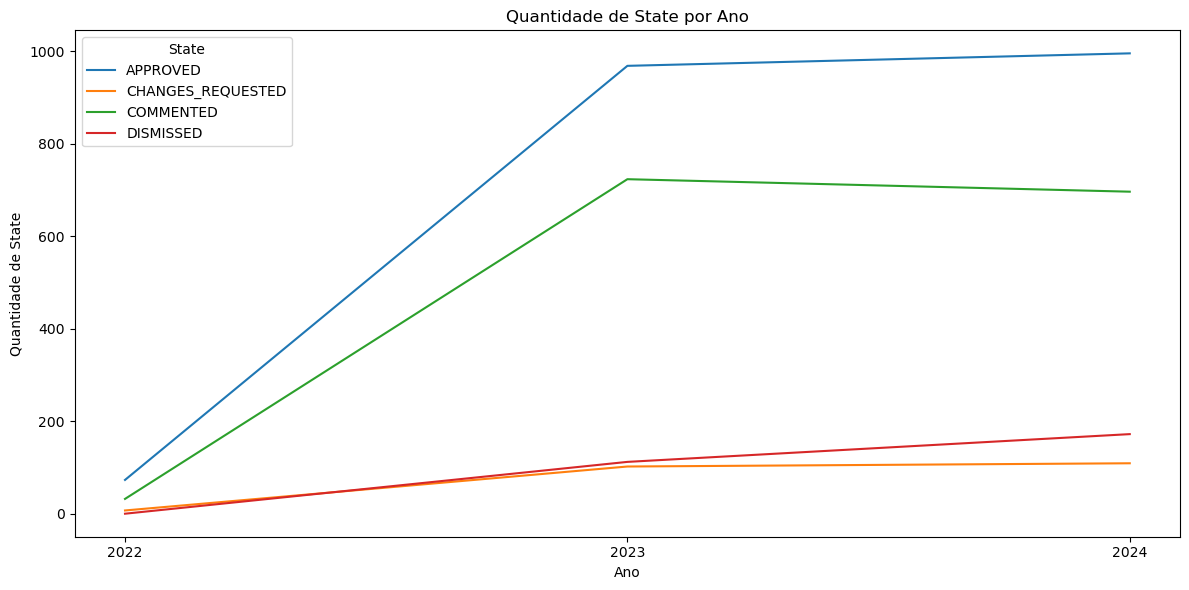 Quantidade de State por Ano
State
APPROVED
CHANGES_REQUESTED
COMMENTED
DISMISSED
Quantidade de State
1000
800
600
400
200
0
2022
2023
2024
Ano